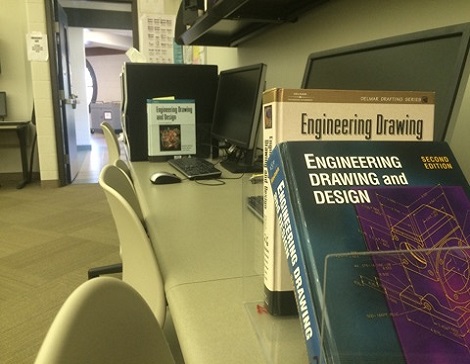 Engineering Drawing
and Design
DELMAR DRAFTING SERIES
Engineering Drawing
ENGINEERING
DRAWING and
DESIGN
SECOND
EDITION
ENGINEERING DRAWING